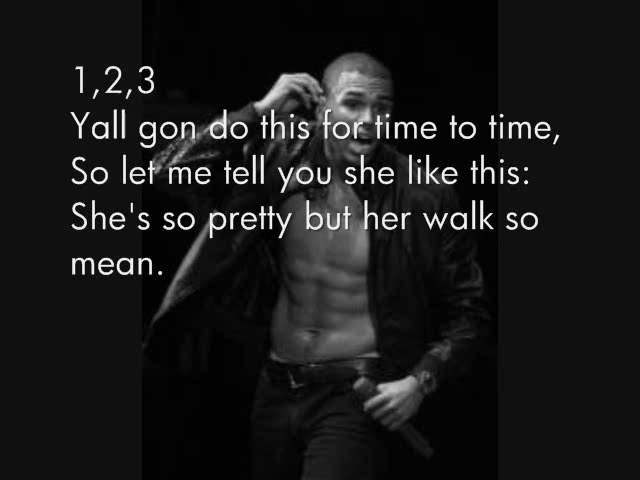 1,2,3
Yall gon do this for time to time,
So let me tell you she like this:
She's so pretty but her walk so
mean.